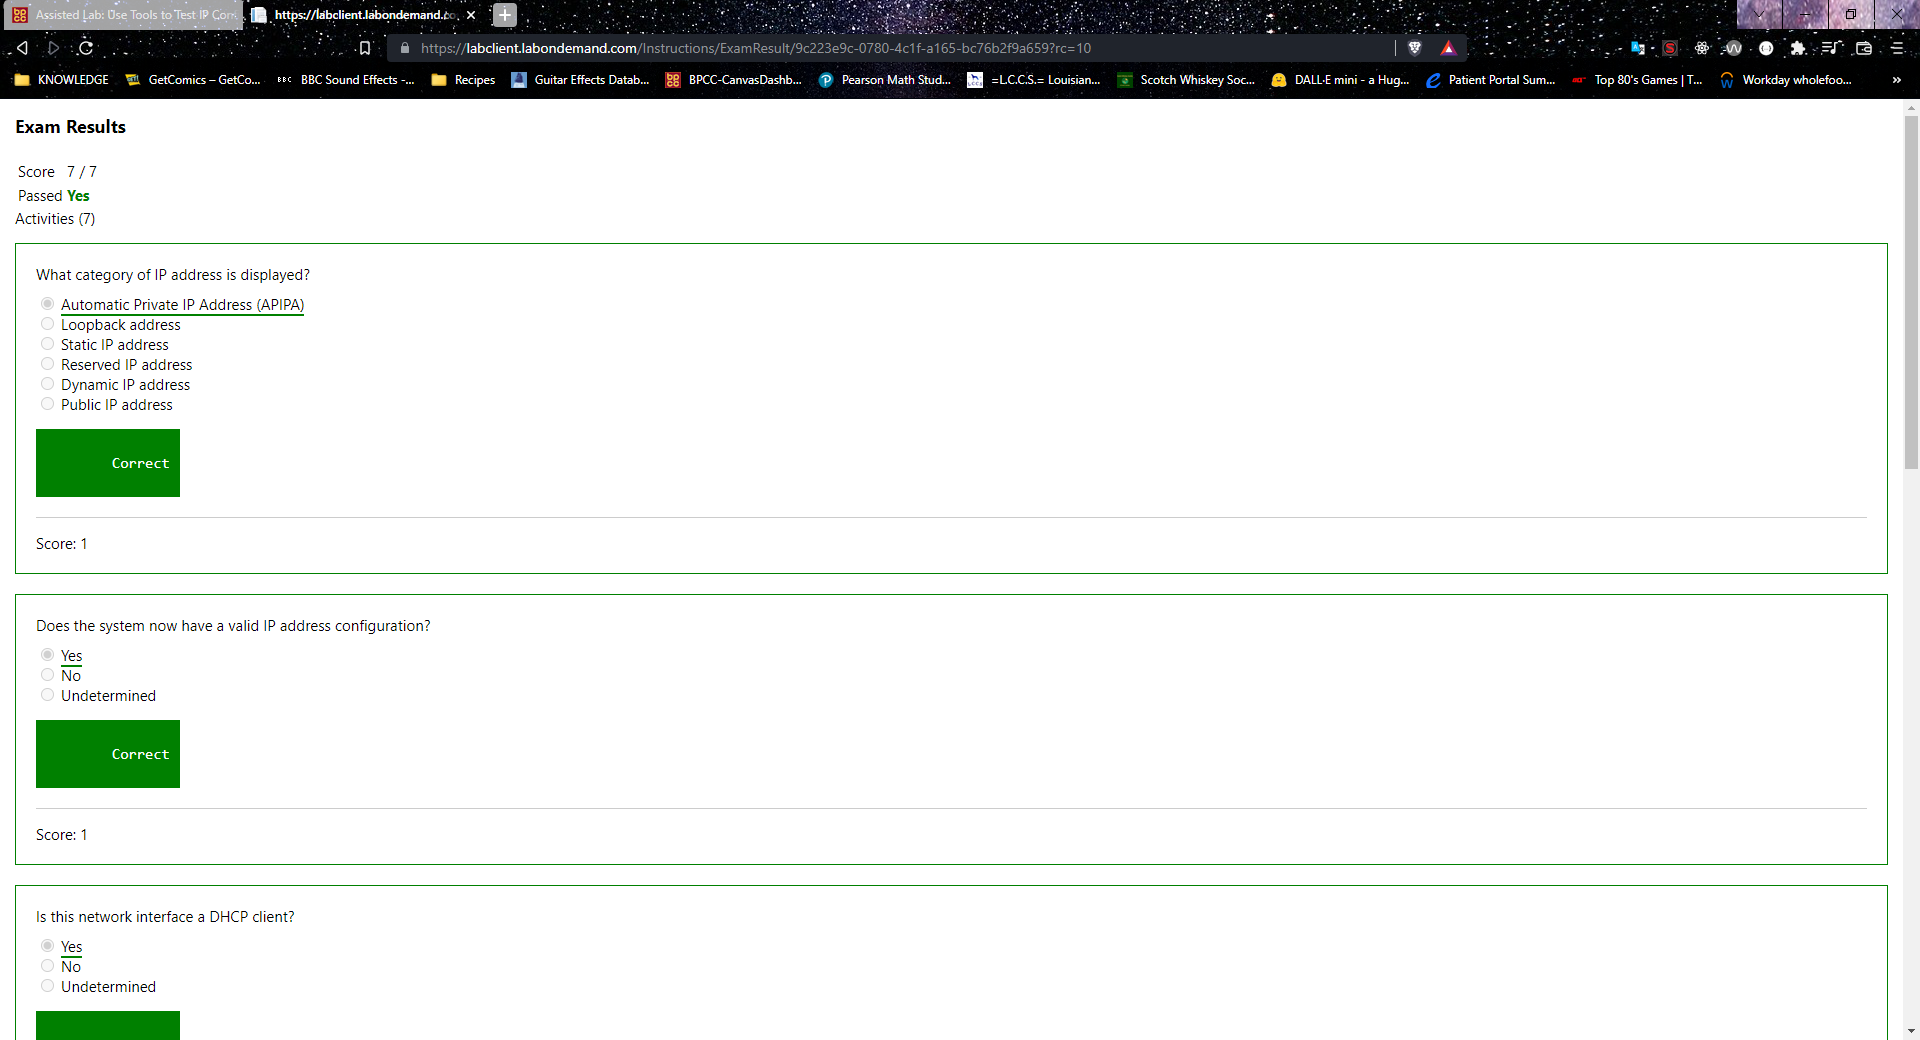 Assisted Lab: Use Tools to Test IP Con
https://labclient.labondemand.co
https://labclient.labondemand.com/Instructions/ExamResult/9c223e9c-0780-4c1f-a165-bc76b2f9a659?rc=10
KNOWLEDGE
GetComics – GetCo...
BBC Sound Effects -...
Recipes
Guitar Effects Datab...
BPCC-CanvasDashb...
Pearson Math Stud...
=L.C.C.S.= Louisian...
Scotch Whiskey Soc...
DALL·E mini - a Hug...
Patient Portal Sum...
Top 80's Games | T...
Workday wholefoo...
»
Exam Results
Score 7 / 7
Passed Yes
Activities (7)
What category of IP address is displayed?
Automatic Private IP Address (APIPA)
Loopback address
Static IP address
Reserved IP address
Dynamic IP address
Public IP address
Correct
Score: 1
Does the system now have a valid IP address configuration?
Yes
No
Undetermined
Correct
Score: 1
Is this network interface a DHCP client?
Yes
No
Undetermined